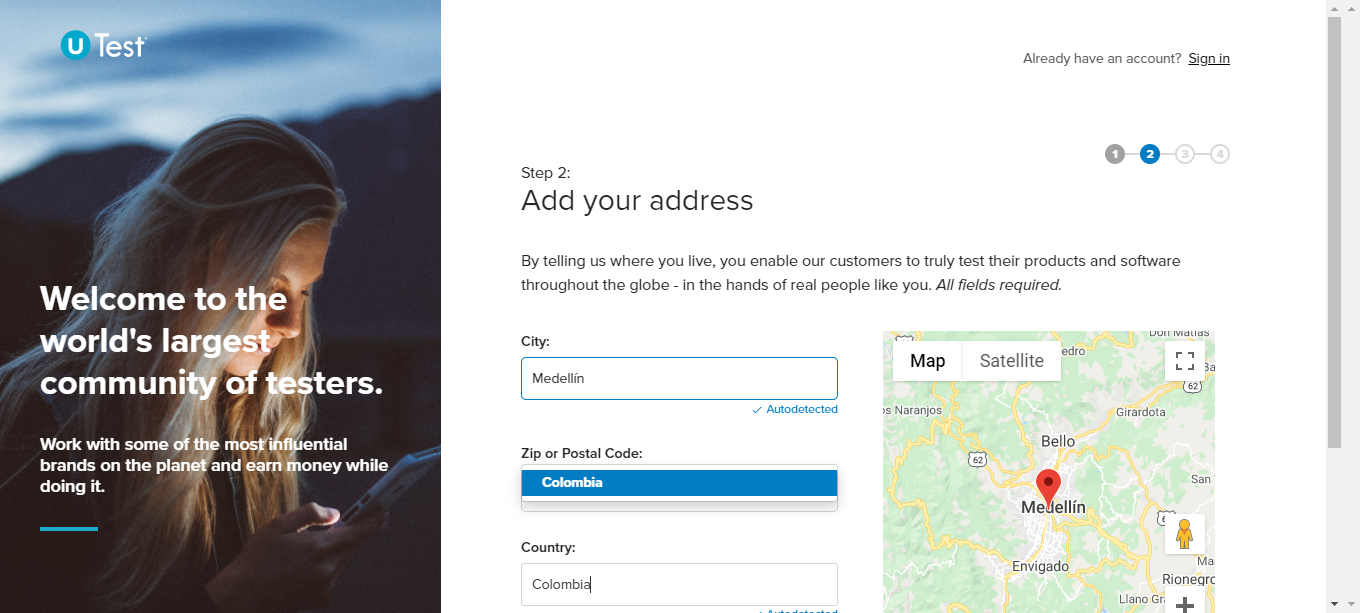 U Test
Already have an account? Sign in
1 2 3 4
Step 2:
Add your address
By telling us where you live, you enable our customers to truly test their products and software
throughout the globe - in the hands of real people like you. All fields required.
Welcome to the
world's largest
community of testers.
Work with some of the most influential
brands on the planet and earn money while
doing it.
City:
Medellín
Autodetected
Zip or Postal Code:
Colombia
Country:
Colombia
Autodetected
Don Matías
Map Satellite
edro
Ba
62
os Naranjos
Girardota
Bello
62
San
Medellín
Ma
Envigado
Rionegro
Llano Gr